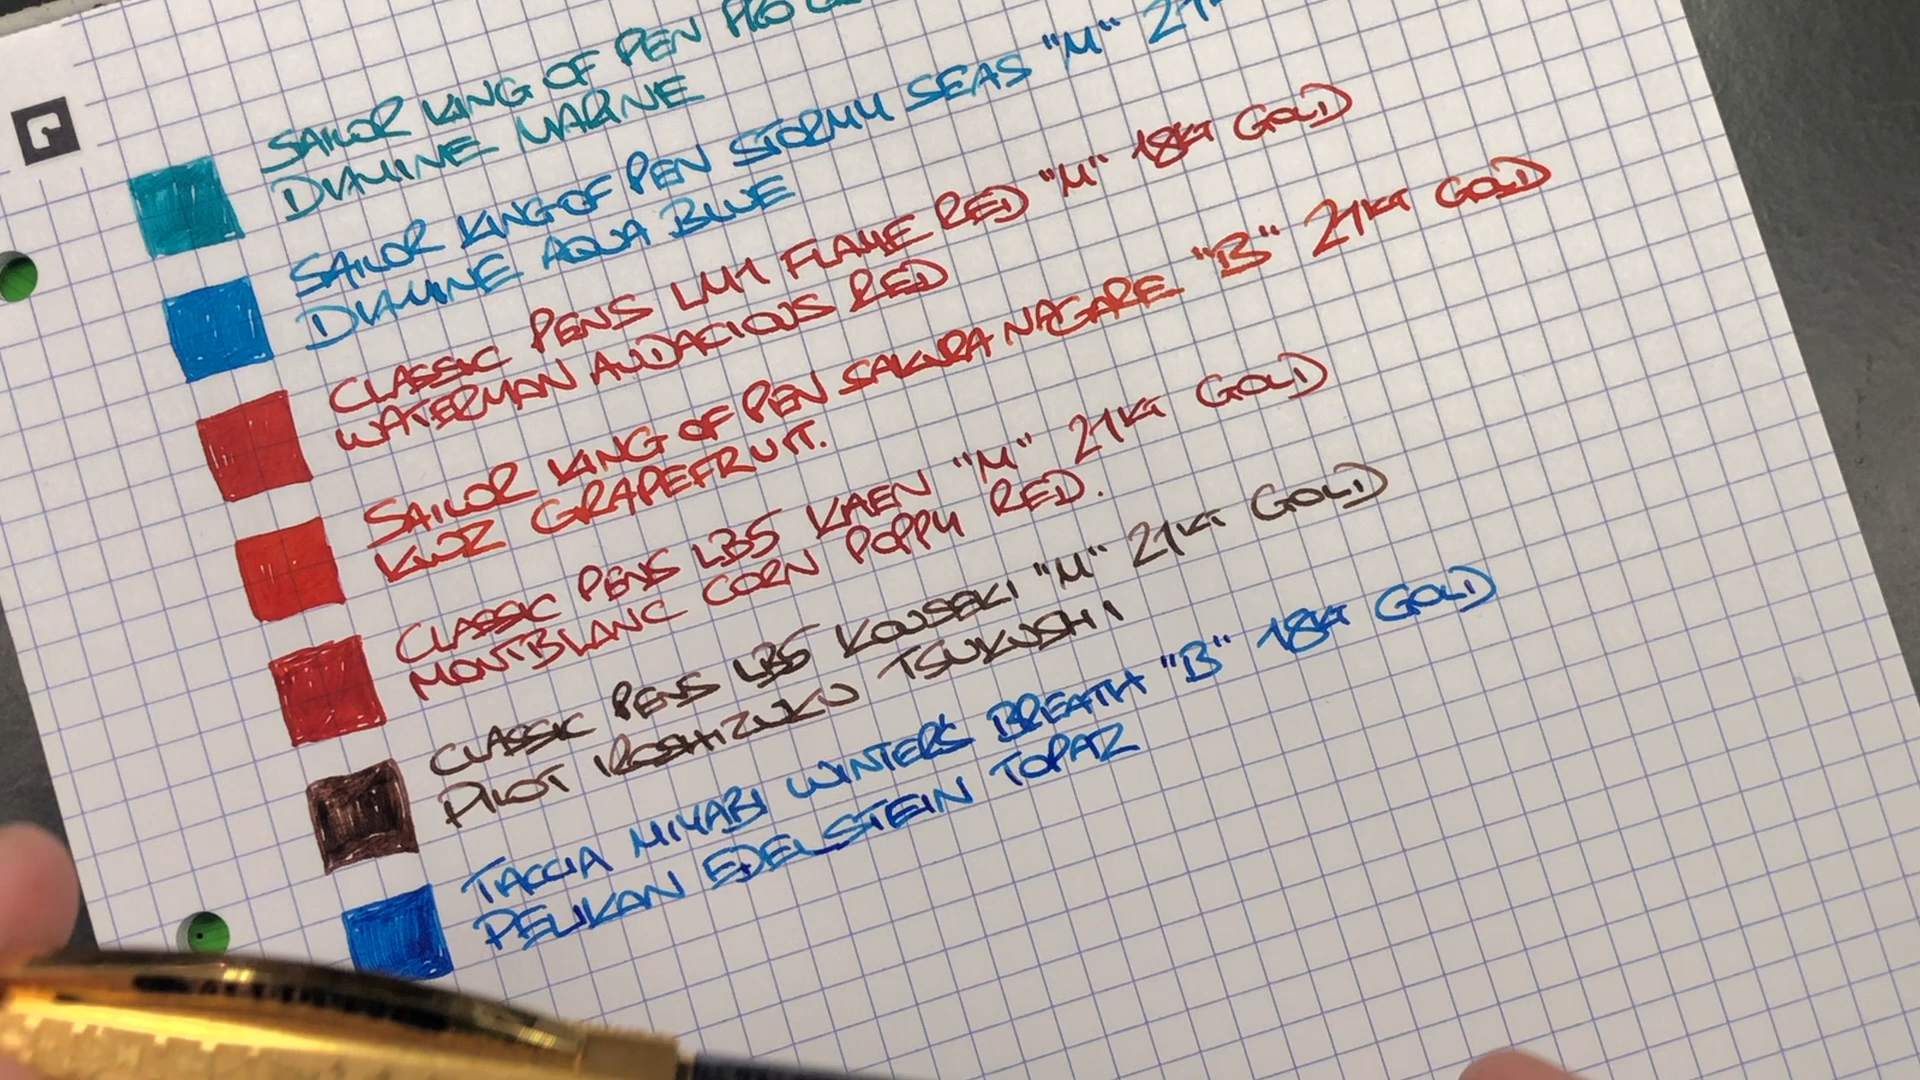 SAILOR KING OF PEN PRO
DIAMINE MARINE
SAILOR KING OF PEN STORMY SEAS "M"
DIAMINE AQUA BLUE
CLASSIC PENS LM1 FLAME RED "M" 18KT GOLD
WATERMAN AUDACIOUS RED
SAILOR KING OF PEN SAKURA NAGARE "B" 21KT GOLD
KWZ GRAPEFRUIT.
CLASSIC PENS LB5 KAEN "M" 21KT GOLD
MONTBLANC CORN POPPY RED.
CLASSIC PENS LB5 KOUSEKI "M" 21KT GOLD
PILOT IROSHIZUKU TSUKUSHI
TACCIA MIYABI WINTER'S BREATH "B" 18KT GOLD
PELIKAN EDELSTEIN TOPAZ